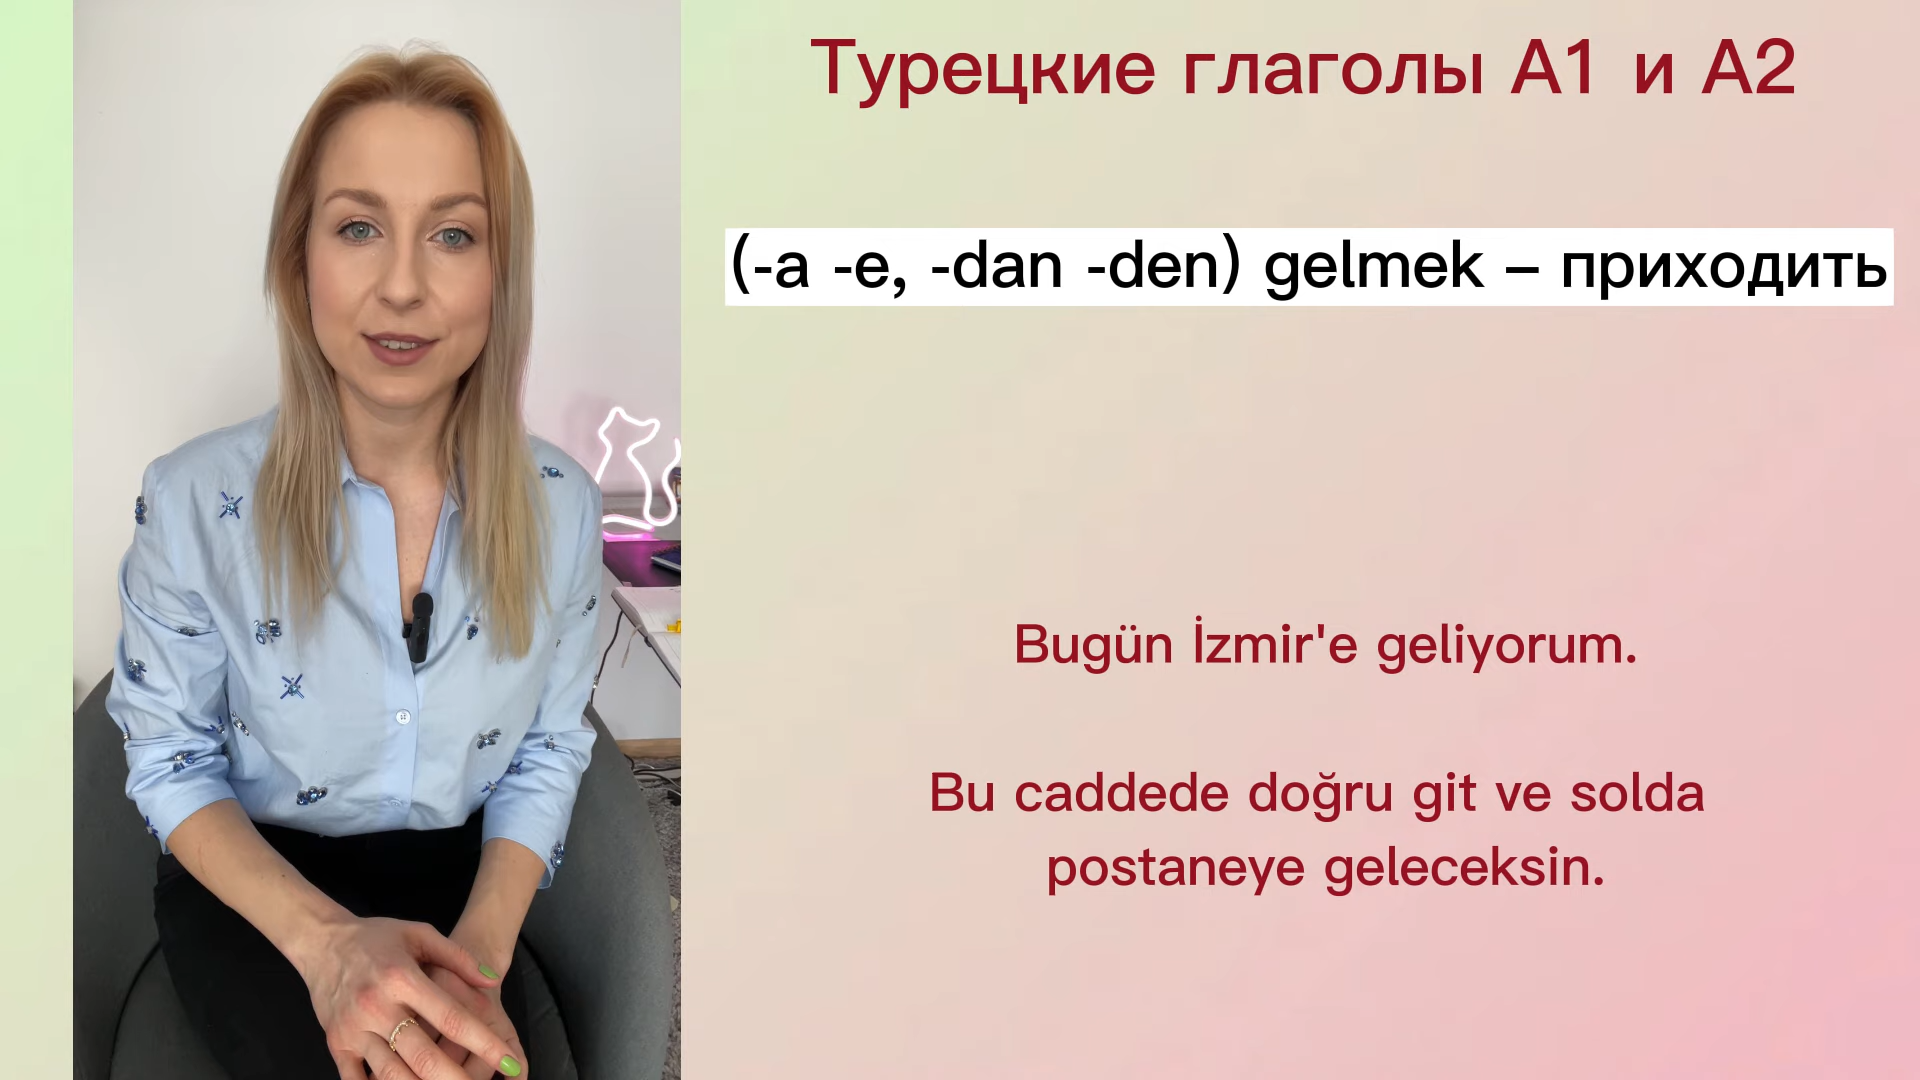 Турецкие глаголы А1 и А2
(-a -e, -dan -den) gelmek – приходить
Bugün İzmir'e geliyorum.
Bu caddede doğru git ve solda
postaneye geleceksin.